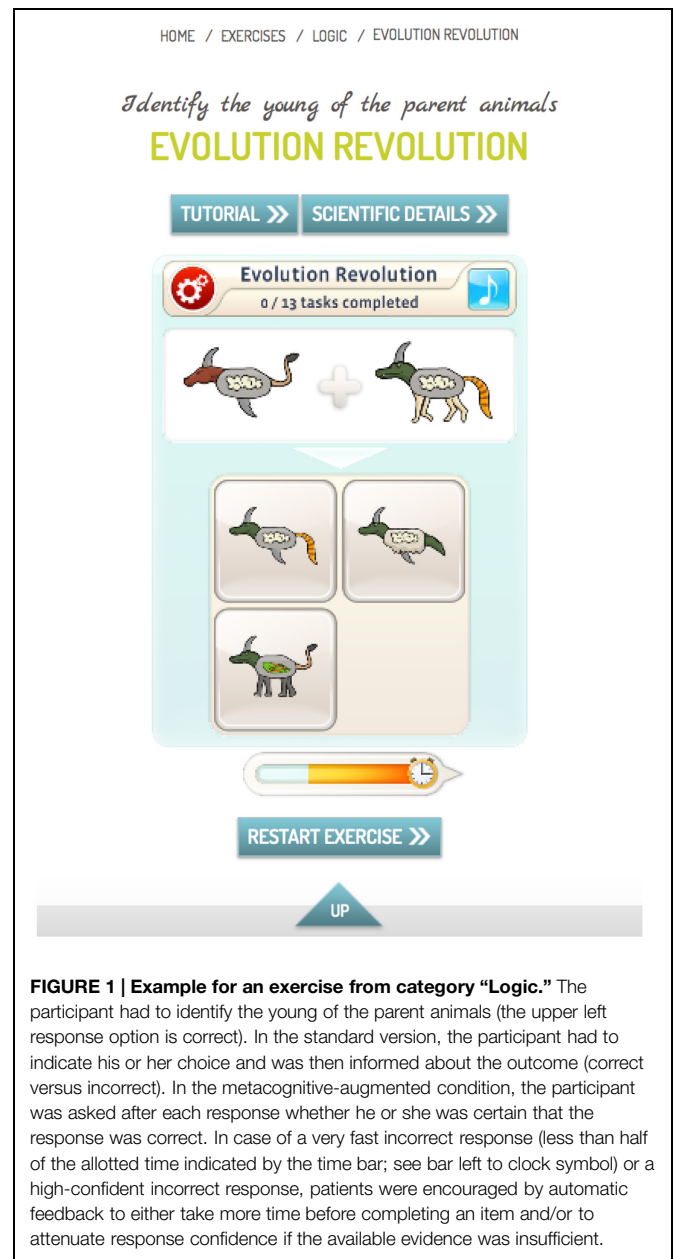 HOME / EXERCISES / LOGIC / EVOLUTION REVOLUTION
Identify the young of the parent animals
EVOLUTION REVOLUTION
TUTORIAL >> SCIENTIFIC DETAILS >>
Evolution Revolution
0 / 13 tasks completed
RESTART EXERCISE >>
UP
FIGURE 1 | Example for an exercise from category “Logic.” The
participant had to identify the young of the parent animals (the upper left
response option is correct). In the standard version, the participant had to
indicate his or her choice and was then informed about the outcome (correct
versus incorrect). In the metacognitive-augmented condition, the participant
was asked after each response whether he or she was certain that the
response was correct. In case of a very fast incorrect response (less than half
of the allotted time indicated by the time bar; see bar left to clock symbol) or a
high-confident incorrect response, patients were encouraged by automatic
feedback to either take more time before completing an item and/or to
attenuate response confidence if the available evidence was insufficient.